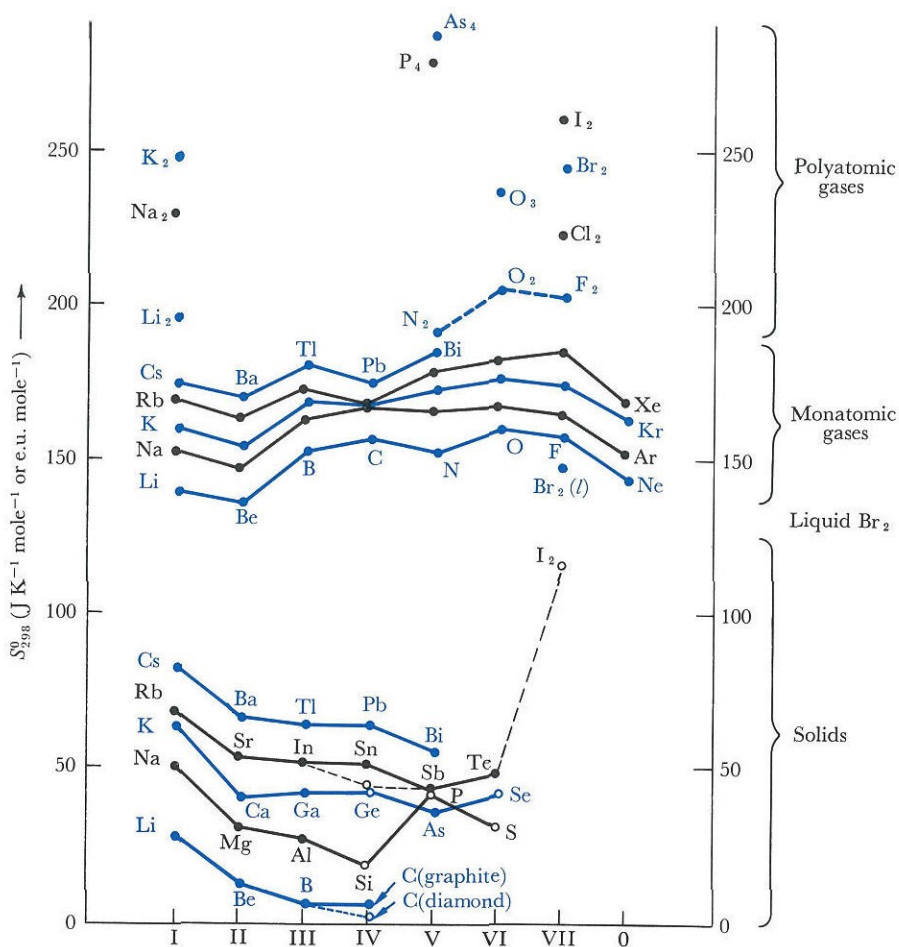 As₄
P₄
I₂
250
K₂
Br₂
250
Polyatomic
gases
O₃
Na₂
Cl₂
O₂
F₂
200
Li₂
N₂
200
Cs
Ba
Tl
Pb
Bi
Rb
Xe
K
Kr
Monatomic
gases
Na
Ar
150
B
C
N
O
F
150
Li
Be
Br₂ (l)
Ne
Liquid Br₂
S⁰₂₉₈ (J K⁻¹ mole⁻¹ or e.u. mole⁻¹)
I₂
100
100
Cs
Rb
Ba
Tl
Pb
K
Bi
Sr
In
Sn
Solids
Na
Sb
Te
50
50
P
Se
Ca
Ga
Ge
As
S
Li
Mg
Al
Si
Be
B
C(graphite)
C(diamond)
0
0
I
II
III
IV
V
VI
VII
0